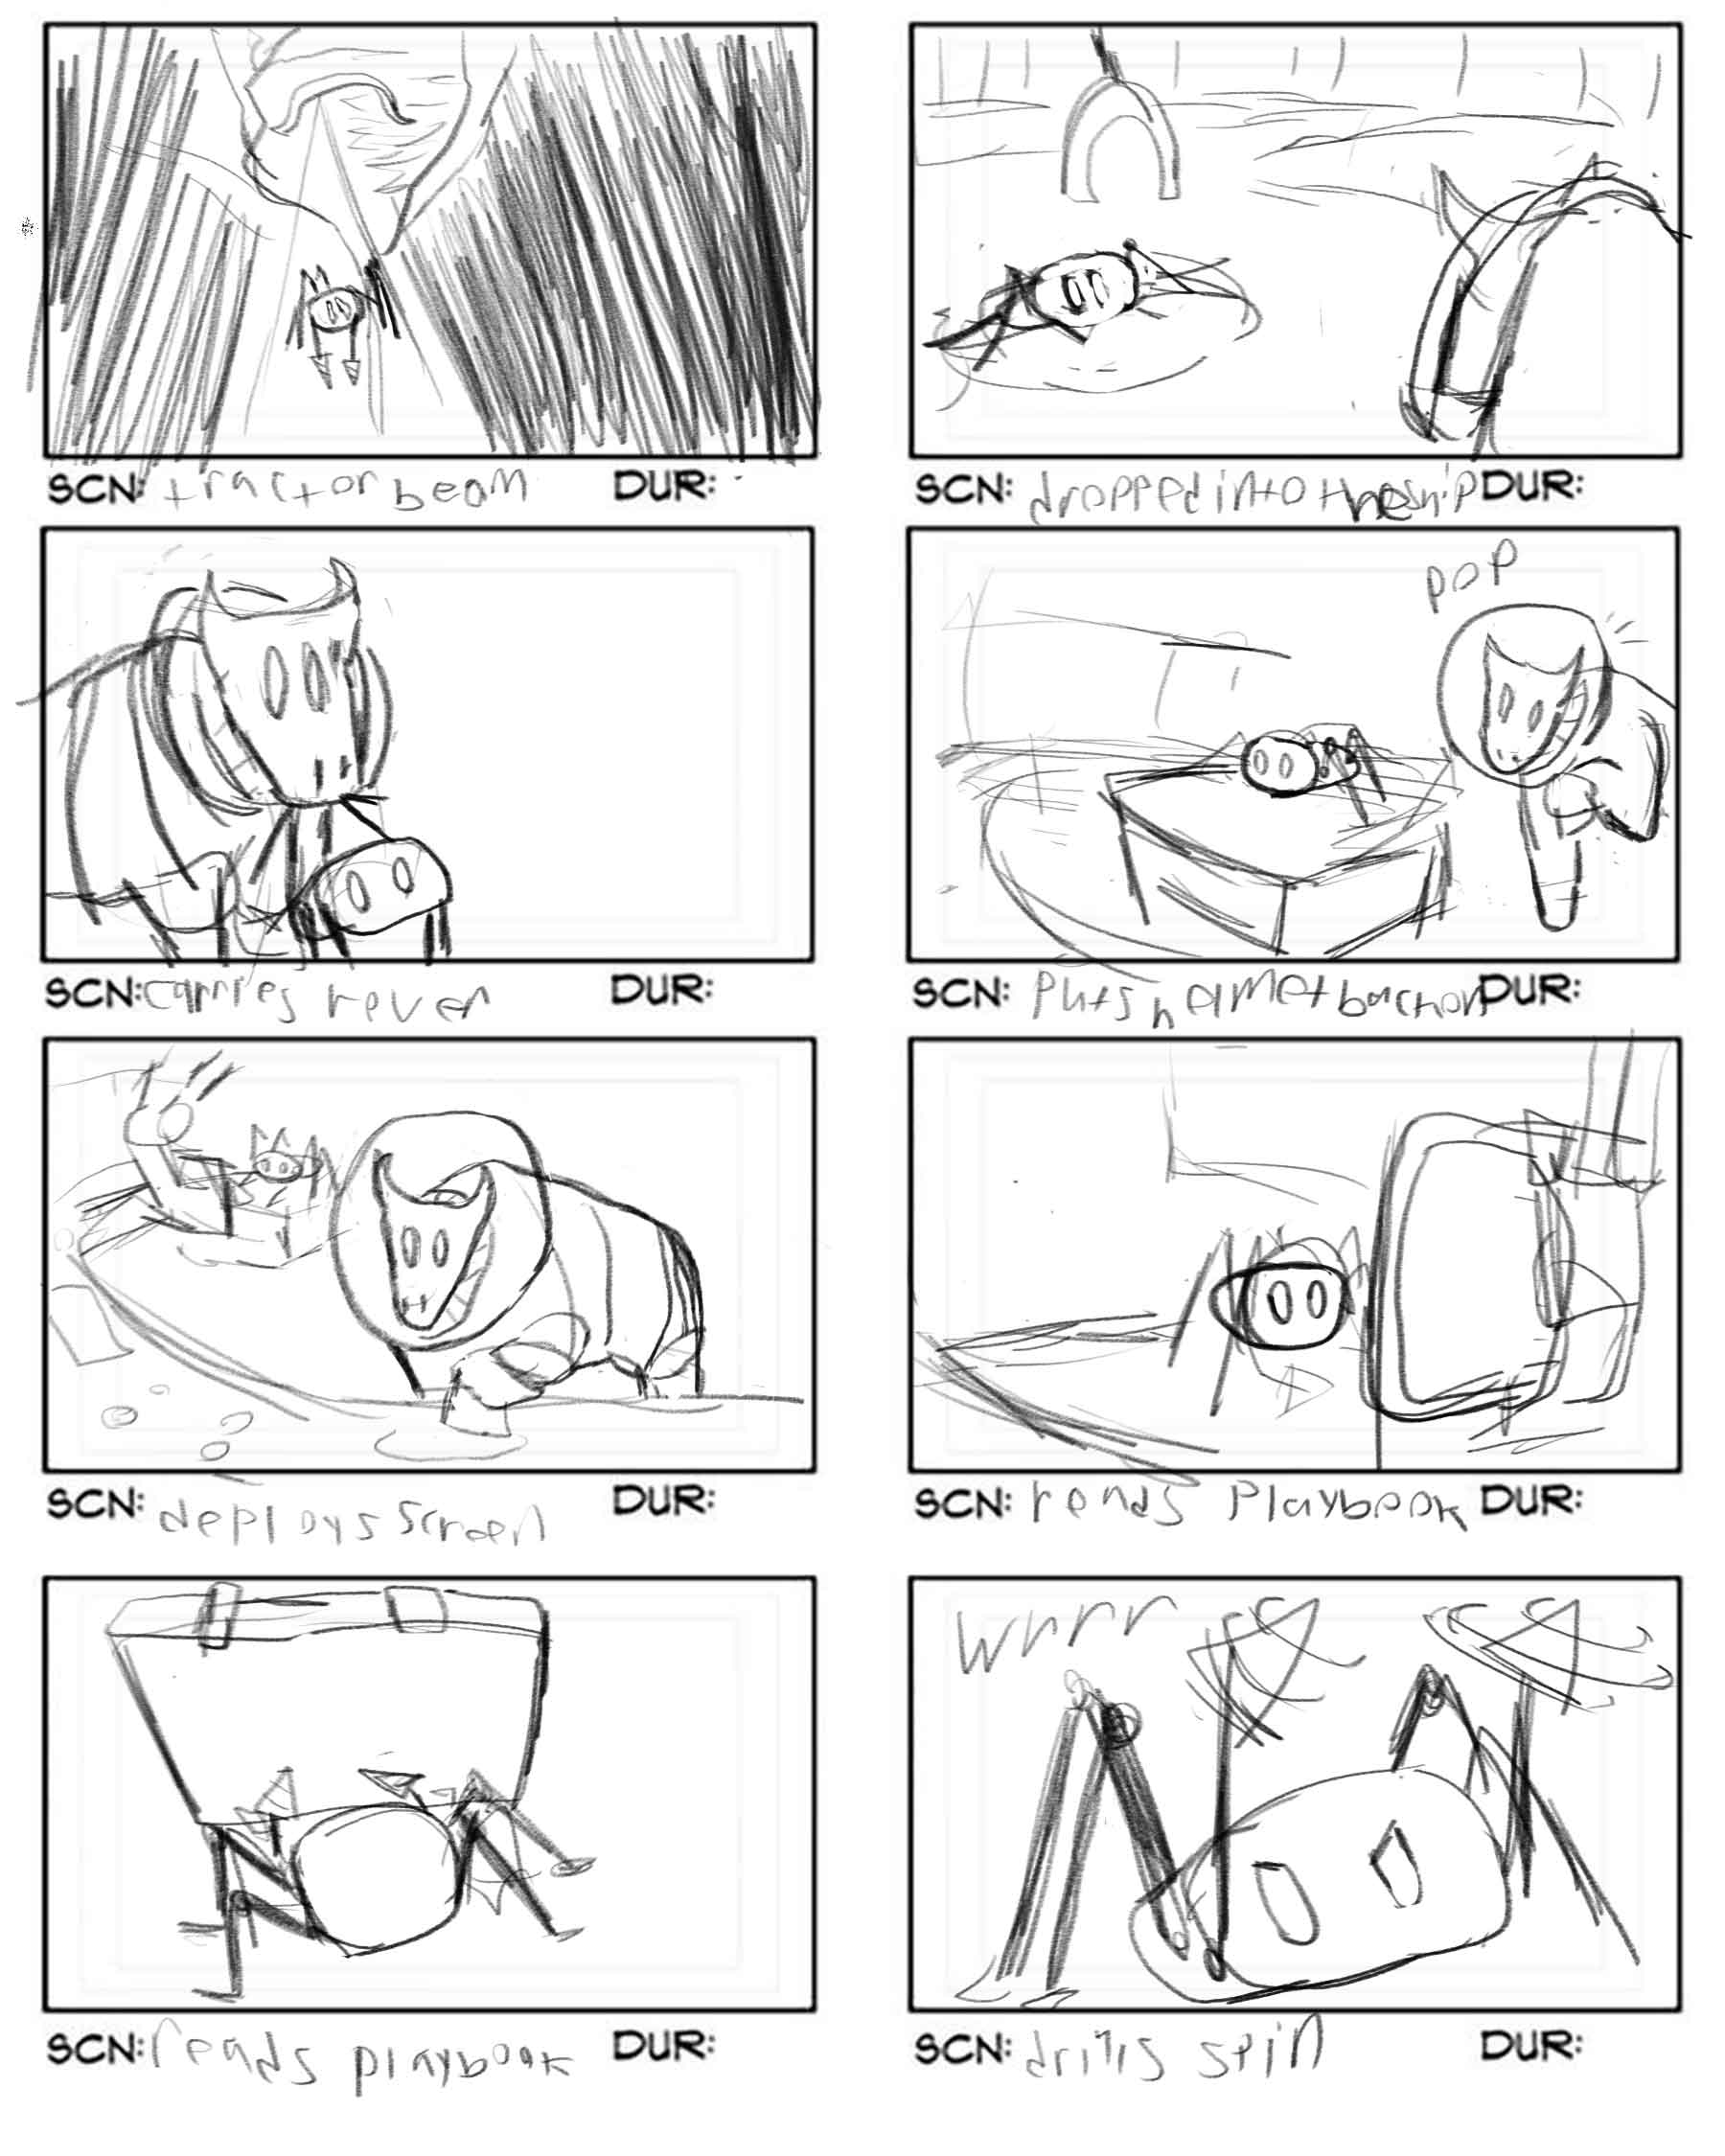 SCN: tractor beam DUR:
SCN: dropped into the ship DUR:
SCN: carries rover DUR:
pop
SCN: puts helmet back on DUR:
SCN: deploys screen DUR:
SCN: reads playbook DUR:
SCN: reads playbook DUR:
whrr
SCN: drills spin DUR: